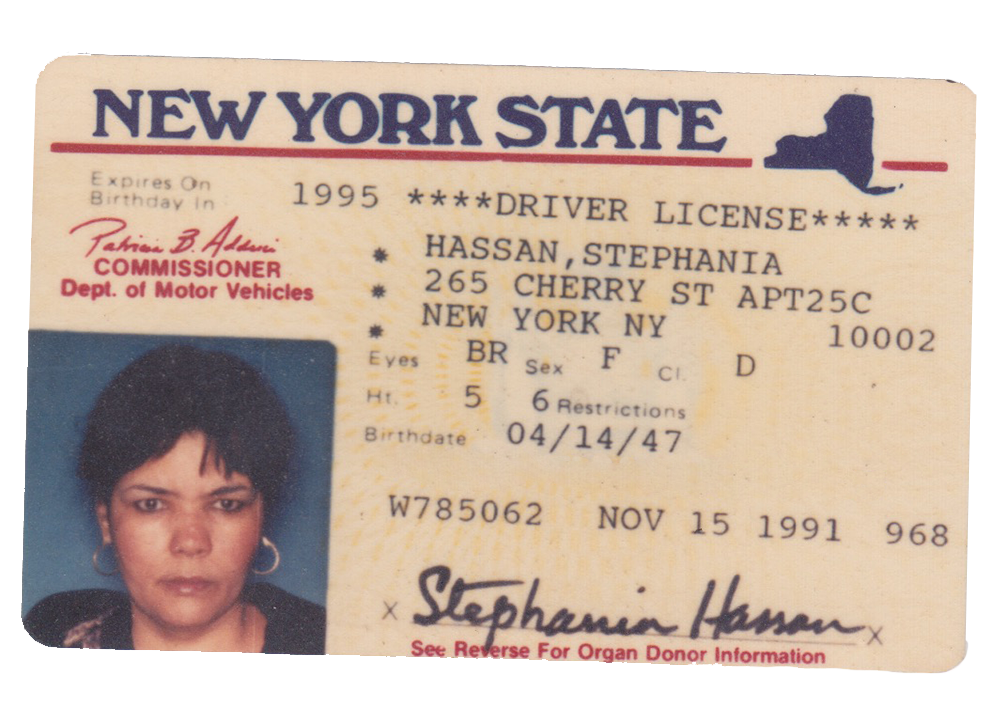 NEW YORK STATE
Expires On
Birthday In
1995 ****DRIVER LICENSE*****
COMMISSIONER
Dept. of Motor Vehicles
* HASSAN,STEPHANIA
* 265 CHERRY ST APT25C
* NEW YORK NY 10002
Eyes BR Sex F Cl. D
Ht. 5 6 Restrictions
Birthdate 04/14/47
W785062 NOV 15 1991 968
X Stephania Hassan X
See Reverse For Organ Donor Information